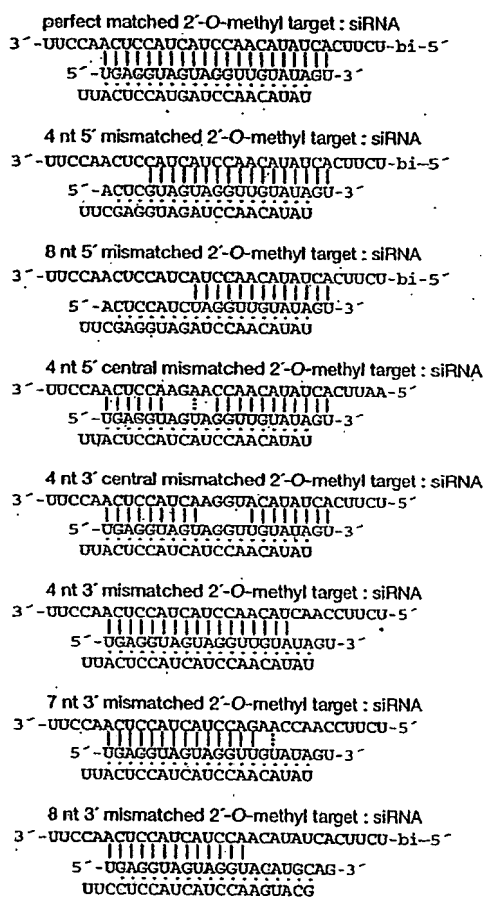 perfect matched 2´-O-methyl target : siRNA
3´-UUCCAACUCCAUCAUCCAACAUAUCACUUCU-bi-5´
5´-UGAGGUAGUAGGUUGUAUAGU-3´
UUACUCCAUGAUCCAACAUAU
4 nt 5´ mismatched 2´-O-methyl target : siRNA
3´-UUCCAACUCCAUCAUCCAACAUAUCACUUCU-bi-5´
5´-ACUCGUAGUAGGUUGUAUAGU-3´
UUCGAGGUAGAUCCAACAUAU
8 nt 5´ mismatched 2´-O-methyl target : siRNA
3´-UUCCAACUCCAUCAUCCAACAUAUCACUUCU-bi-5´
5´-ACUCCAUCUAGGUUGUAUAGU-3´
UUCGAGGUAGAUCCAACAUAU
4 nt 5´ central mismatched 2´-O-methyl target : siRNA
3´-UUCCAACUCCAAGAACCAACAUAUCACUUAA-5´
5´-UGAGGUAGUAGGUUGUAUAGU-3´
UUACUCCAUCAUCCAACAUAU
4 nt 3´ central mismatched 2´-O-methyl target : siRNA
3´-UUCCAACUCCAUCAAGGUACAUAUCACUUCU-5´
5´-UGAGGUAGUAGGUUGUAUAGU-3´
UUACUCCAUCAUCCAACAUAU
4 nt 3´ mismatched 2´-O-methyl target : siRNA
3´-UUCCAACUCCAUCAUCCAACAUCAACCUUCU-5´
5´-UGAGGUAGUAGGUUGUAUAGU-3´
UUACUCCAUCAUCCAACAUAU
7 nt 3´ mismatched 2´-O-methyl target : siRNA
3´-UUCCAACUCCAUCAUCCAGAACCAACCUUCU-5´
5´-UGAGGUAGUAGGUUGUAUAGU-3´
UUACUCCAUCAUCCAACAUAU
8 nt 3´ mismatched 2´-O-methyl target : siRNA
3´-UUCCAACUCCAUCAUCCAACAUAUCACUUCU-bi-5´
5´-UGAGGUAGUAGGUACAUGCAG-3´
UUCCUCCAUCAUCCAAGUACG